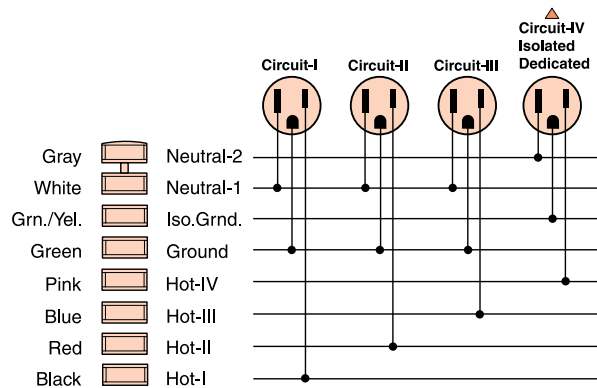 Circuit-IV
Isolated
Dedicated
Circuit-I
Circuit-II
Circuit-III
Gray
Neutral-2
White
Neutral-1
Grn./Yel.
Iso.Grnd.
Green
Ground
Pink
Hot-IV
Blue
Hot-III
Red
Hot-II
Black
Hot-I